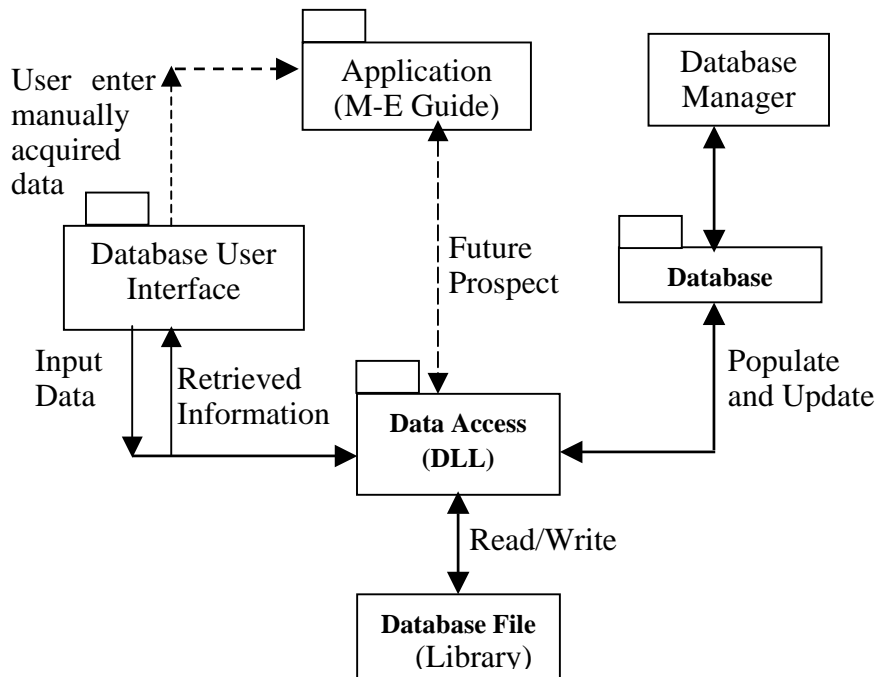 User enter
manually
acquired
data
Application
(M-E Guide)
Database
Manager
Database User
Interface
Future
Prospect
Database
Input
Data
Retrieved
Information
Populate
and Update
Data Access
(DLL)
Read/Write
Database File
(Library)